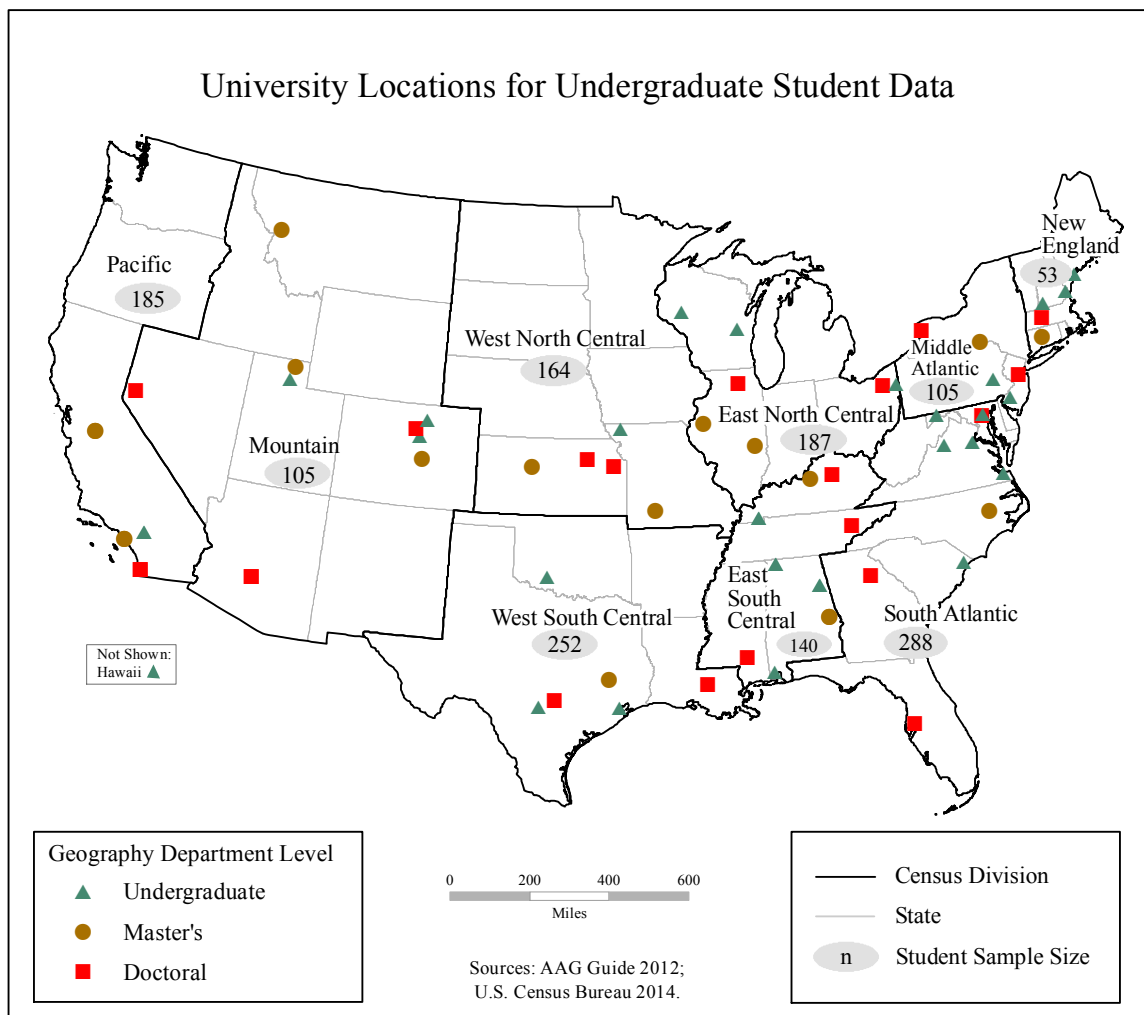 University Locations for Undergraduate Student Data
New
England
53
Pacific
185
West North Central
164
Middle
Atlantic
105
East North Central
187
Mountain
105
East
South
Central
140
West South Central
252
South Atlantic
288
Not Shown:
Hawaii
Geography Department Level
Undergraduate
Master's
Doctoral
0 200 400 600
Miles
Sources: AAG Guide 2012;
U.S. Census Bureau 2014.
Census Division
State
n Student Sample Size